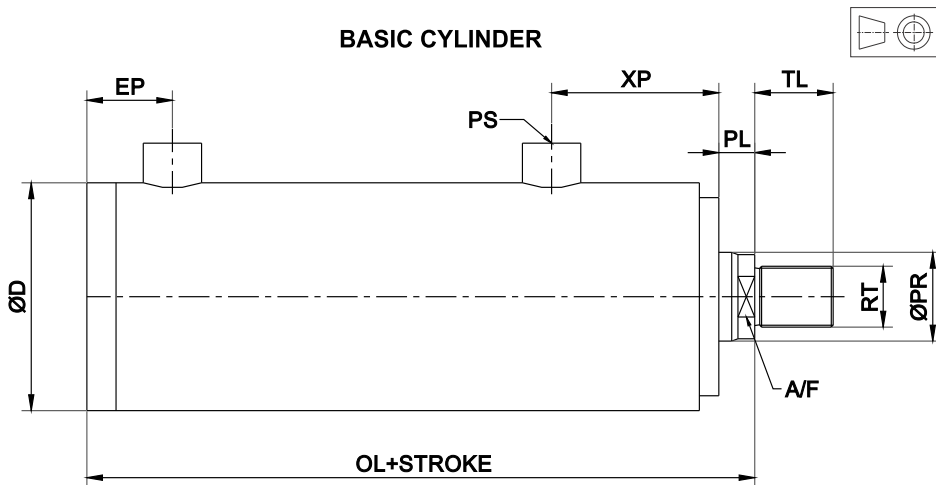 BASIC CYLINDER
EP
XP
TL
PS
PL
ØD
RT
ØPR
A/F
OL+STROKE